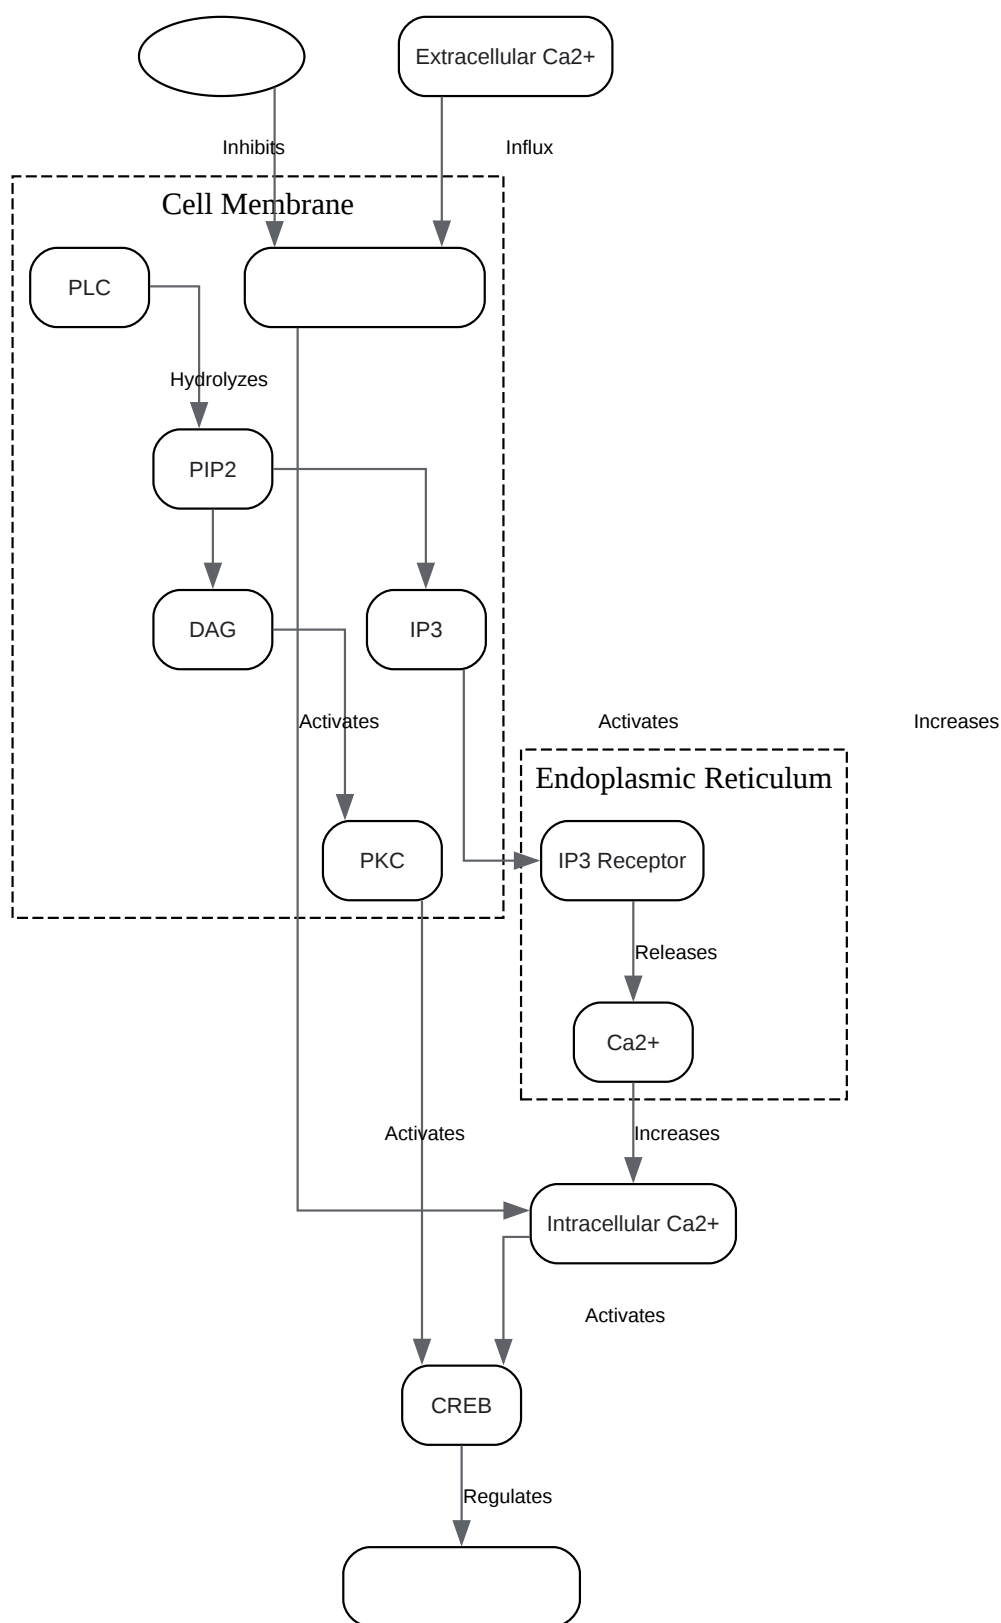 Extracellular Ca2+
Inhibits
Influx
Cell Membrane
PLC
Hydrolyzes
PIP2
DAG
IP3
Activates
Activates
Increases
Endoplasmic Reticulum
PKC
IP3 Receptor
Releases
Ca2+
Activates
Increases
Intracellular Ca2+
Activates
CREB
Regulates